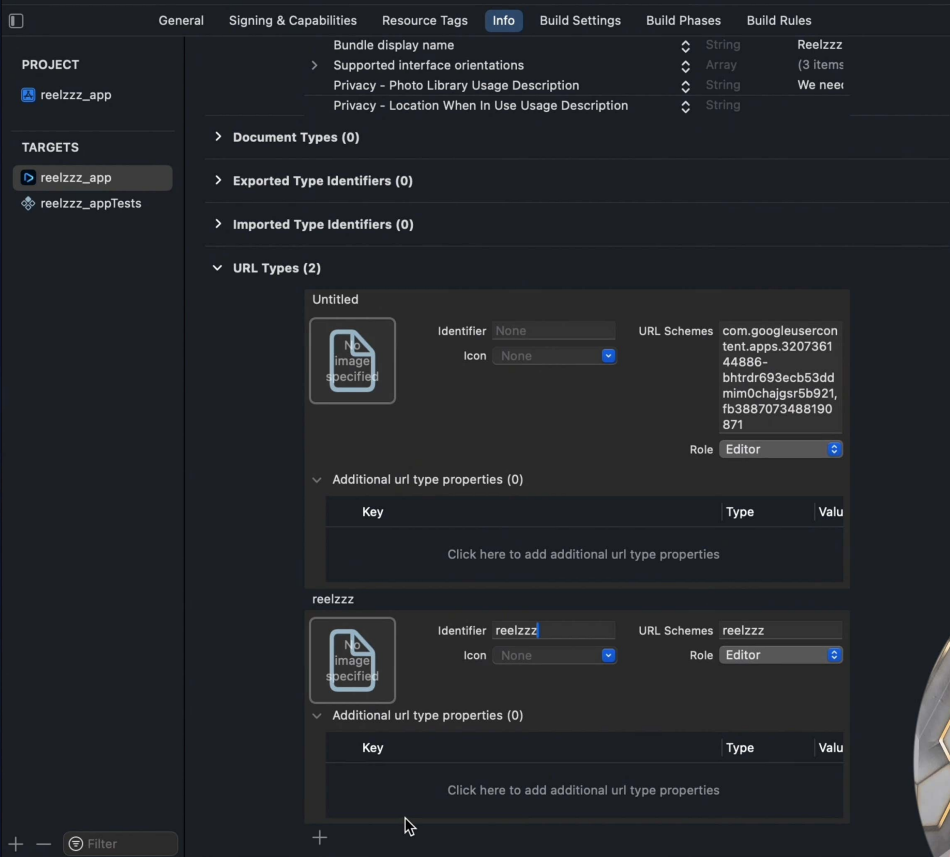 General Signing & Capabilities Resource Tags Info Build Settings Build Phases Build Rules
PROJECT
reelzzz_app
TARGETS
reelzzz_app
reelzzz_appTests
Filter
Bundle display name String Reelzzz
Supported interface orientations Array (3 items
Privacy - Photo Library Usage Description String We need
Privacy - Location When In Use Usage Description String
Document Types (0)
Exported Type Identifiers (0)
Imported Type Identifiers (0)
URL Types (2)
Untitled
No
image
specified
Identifier None
Icon None
URL Schemes
com.googleusercon
tent.apps.3207361
44886-
bhtrdr693ecb53dd
mim0chajgsr5b921,
fb3887073488190
871
Role Editor
Additional url type properties (0)
Key Type Valu
Click here to add additional url type properties
reelzzz
No
image
specified
Identifier reelzzz
Icon None
URL Schemes reelzzz
Role Editor
Additional url type properties (0)
Key Type Valu
Click here to add additional url type properties